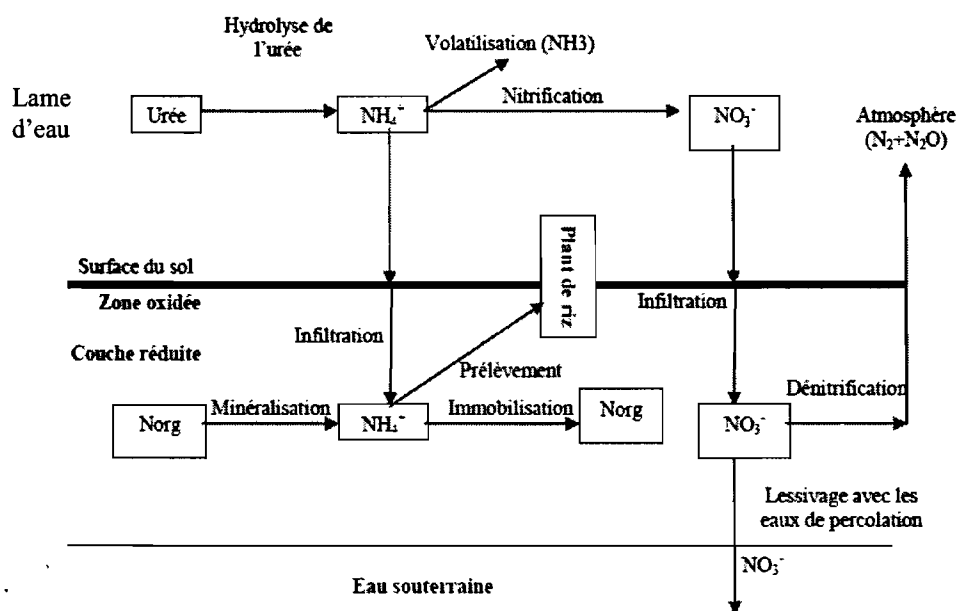 Hydrolyse de
l'urée
Volatilisation (NH3)
Lame
d'eau
Urée
NH₄⁺
Nitrification
NO₃⁻
Atmosphère
(N₂+N₂O)
Plant de riz
Surface du sol
Zone oxidée
Infiltration
Infiltration
Couche réduite
Prélèvement
Dénitrification
Norg
Minéralisation
NH₄⁺
Immobilisation
Norg
NO₃⁻
Lessivage avec les
eaux de percolation
NO₃⁻
Eau souterraine